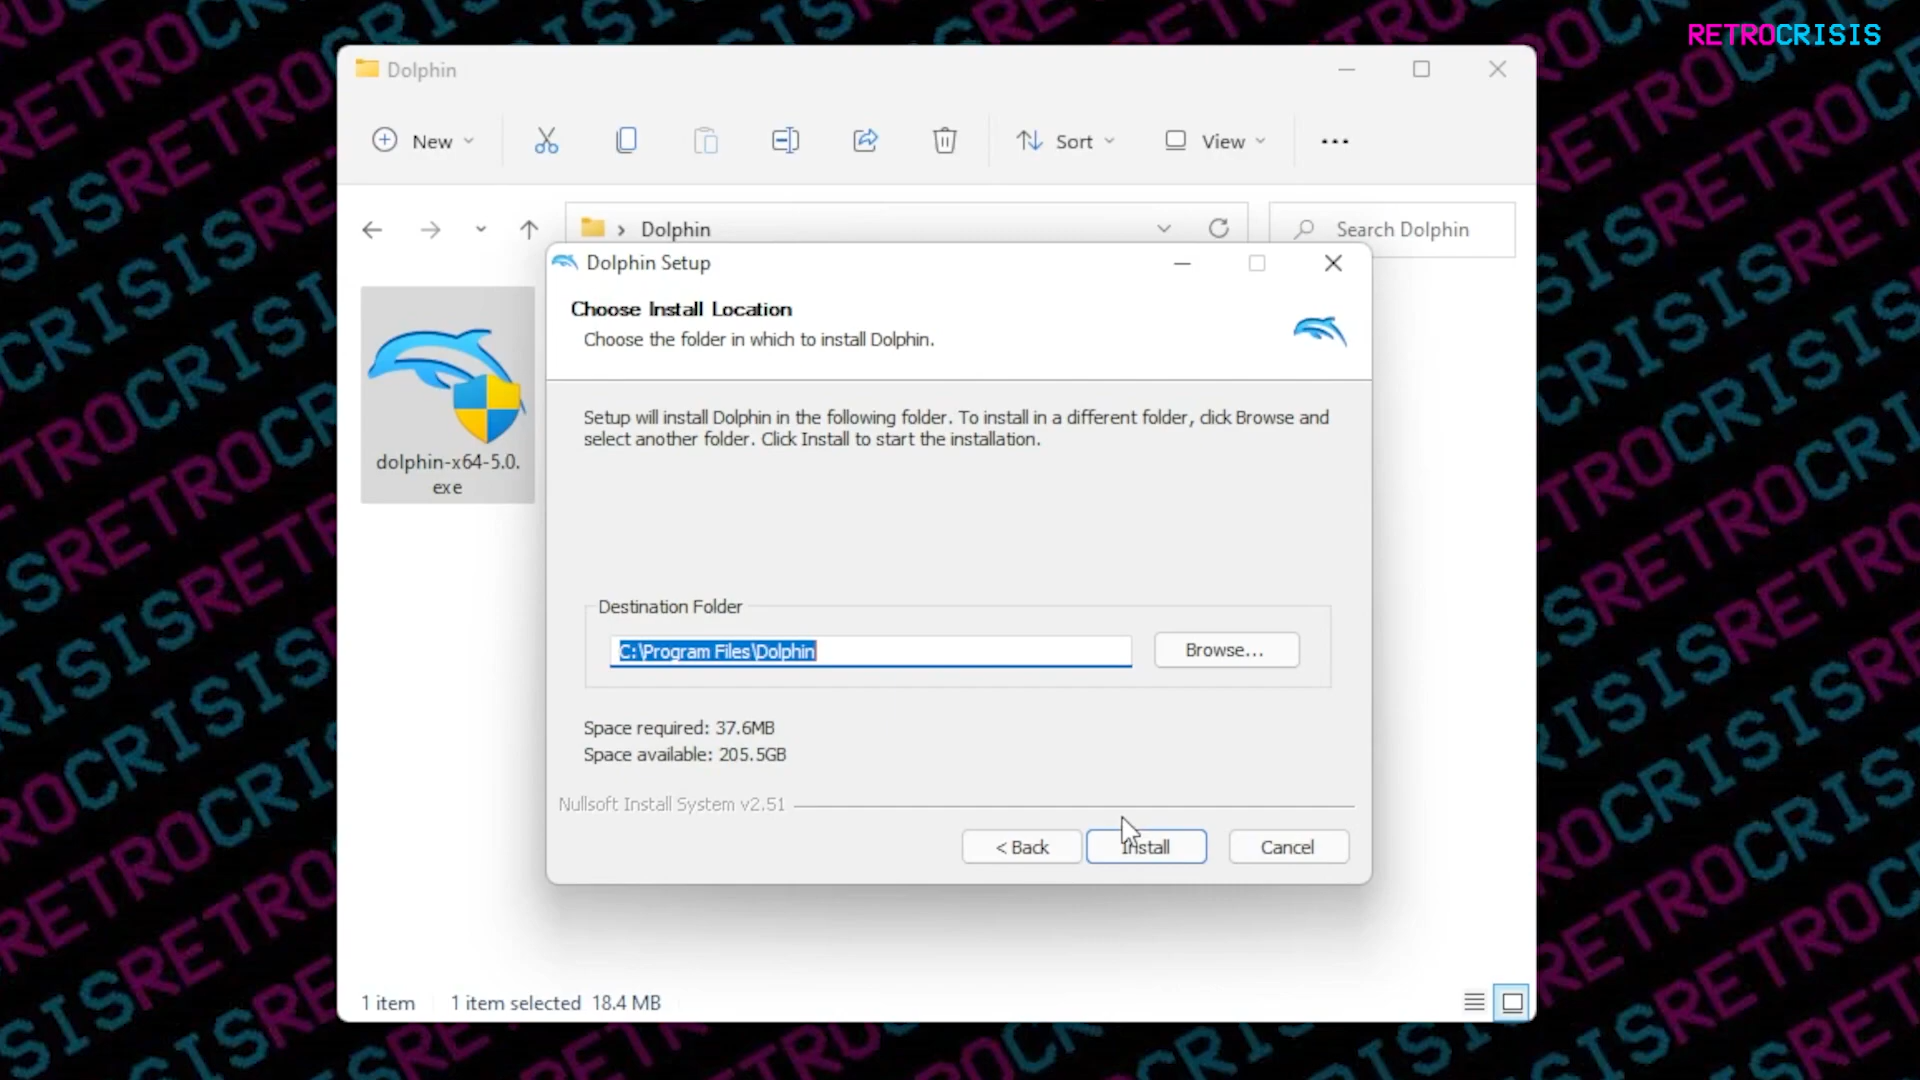 RETROCRISIS
Dolphin
New
Sort
View
Dolphin
Search Dolphin
dolphin-x64-5.0.
exe
Dolphin Setup
Choose Install Location
Choose the folder in which to install Dolphin.
Setup will install Dolphin in the following folder. To install in a different folder, click Browse and
select another folder. Click Install to start the installation.
Destination Folder
C:\Program Files\Dolphin
Browse...
Space required: 37.6MB
Space available: 205.5GB
Nullsoft Install System v2.51
< Back
Install
Cancel
1 item
1 item selected 18.4 MB